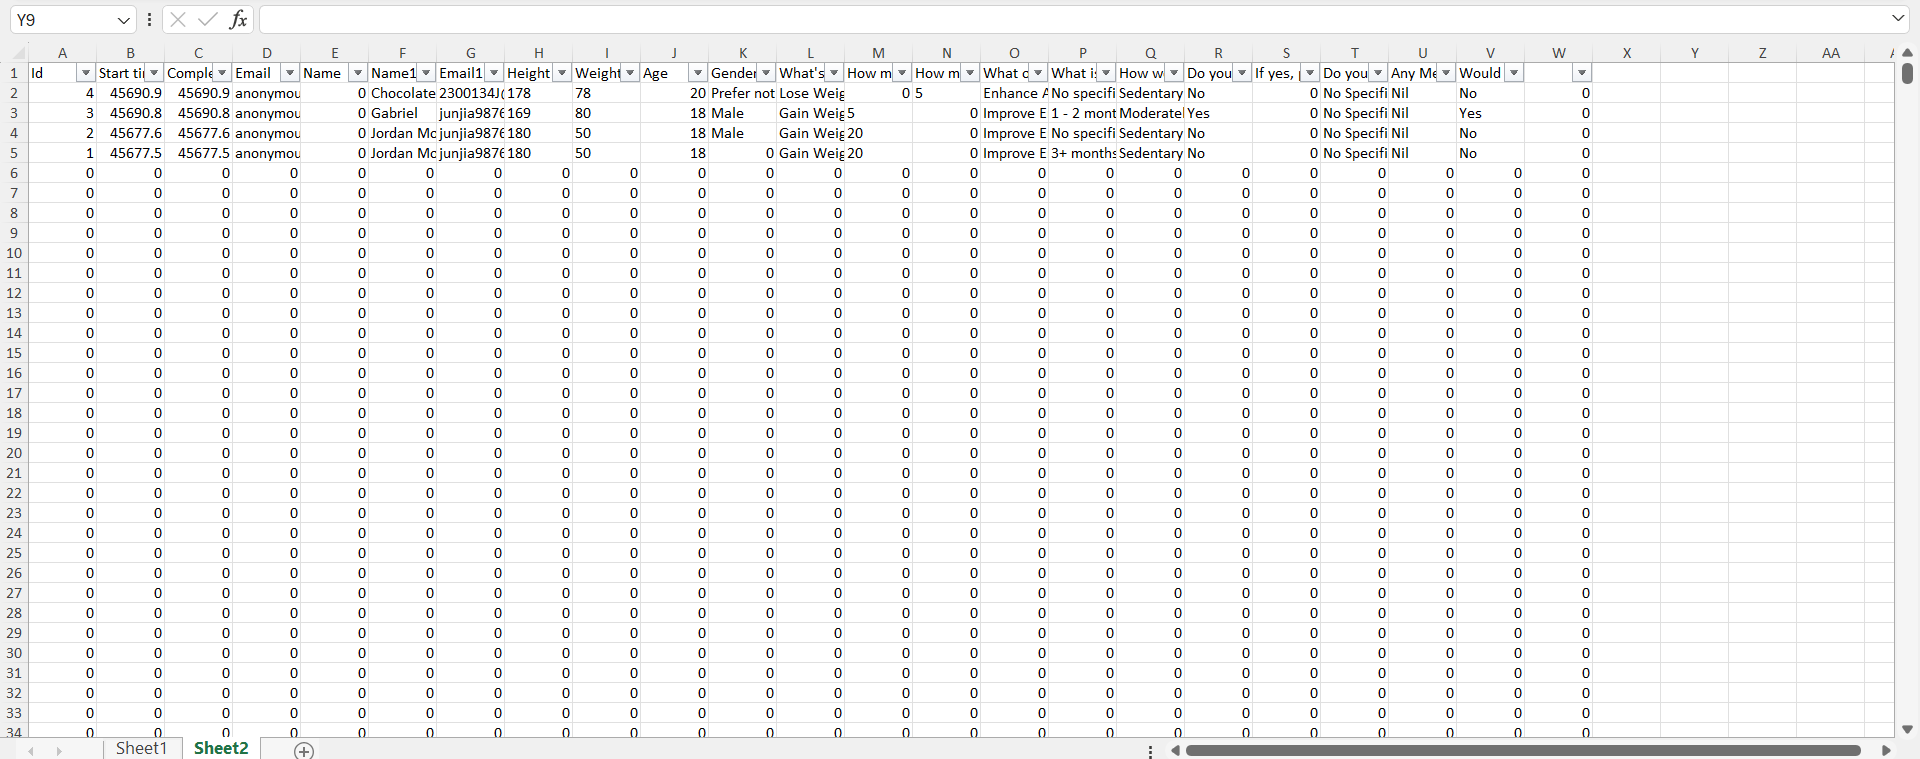 Y9 fx
A B C D E F G H I J K L M N O P Q R S T U V W X Y Z AA
1 Id Start ti Comple Email Name Name1 Email1 Height Weight Age Gender What's How m How m What c What i How w Do you If yes, Do you Any Me Would
2 4 45690.9 45690.9 anonymou 0 Chocolate 2300134J( 178 78 20 Prefer not Lose Weig 0 5 Enhance A No specifi Sedentary No 0 No Specifi Nil No 0
3 3 45690.8 45690.8 anonymou 0 Gabriel junjia9876 169 80 18 Male Gain Weig 5 0 Improve E 1 - 2 mont Moderatel Yes 0 No Specifi Nil Yes 0
4 2 45677.6 45677.6 anonymou 0 Jordan Mc junjia9876 180 50 18 Male Gain Weig 20 0 Improve E No specifi Sedentary No 0 No Specifi Nil No 0
5 1 45677.5 45677.5 anonymou 0 Jordan Mc junjia9876 180 50 18 0 Gain Weig 20 0 Improve E 3+ months Sedentary No 0 No Specifi Nil No 0
6 0 0 0 0 0 0 0 0 0 0 0 0 0 0 0 0 0 0 0 0 0 0 0
7 0 0 0 0 0 0 0 0 0 0 0 0 0 0 0 0 0 0 0 0 0 0 0
8 0 0 0 0 0 0 0 0 0 0 0 0 0 0 0 0 0 0 0 0 0 0 0
9 0 0 0 0 0 0 0 0 0 0 0 0 0 0 0 0 0 0 0 0 0 0 0
10 0 0 0 0 0 0 0 0 0 0 0 0 0 0 0 0 0 0 0 0 0 0 0
11 0 0 0 0 0 0 0 0 0 0 0 0 0 0 0 0 0 0 0 0 0 0 0
12 0 0 0 0 0 0 0 0 0 0 0 0 0 0 0 0 0 0 0 0 0 0 0
13 0 0 0 0 0 0 0 0 0 0 0 0 0 0 0 0 0 0 0 0 0 0 0
14 0 0 0 0 0 0 0 0 0 0 0 0 0 0 0 0 0 0 0 0 0 0 0
15 0 0 0 0 0 0 0 0 0 0 0 0 0 0 0 0 0 0 0 0 0 0 0
16 0 0 0 0 0 0 0 0 0 0 0 0 0 0 0 0 0 0 0 0 0 0 0
17 0 0 0 0 0 0 0 0 0 0 0 0 0 0 0 0 0 0 0 0 0 0 0
18 0 0 0 0 0 0 0 0 0 0 0 0 0 0 0 0 0 0 0 0 0 0 0
19 0 0 0 0 0 0 0 0 0 0 0 0 0 0 0 0 0 0 0 0 0 0 0
20 0 0 0 0 0 0 0 0 0 0 0 0 0 0 0 0 0 0 0 0 0 0 0
21 0 0 0 0 0 0 0 0 0 0 0 0 0 0 0 0 0 0 0 0 0 0 0
22 0 0 0 0 0 0 0 0 0 0 0 0 0 0 0 0 0 0 0 0 0 0 0
23 0 0 0 0 0 0 0 0 0 0 0 0 0 0 0 0 0 0 0 0 0 0 0
24 0 0 0 0 0 0 0 0 0 0 0 0 0 0 0 0 0 0 0 0 0 0 0
25 0 0 0 0 0 0 0 0 0 0 0 0 0 0 0 0 0 0 0 0 0 0 0
26 0 0 0 0 0 0 0 0 0 0 0 0 0 0 0 0 0 0 0 0 0 0 0
27 0 0 0 0 0 0 0 0 0 0 0 0 0 0 0 0 0 0 0 0 0 0 0
28 0 0 0 0 0 0 0 0 0 0 0 0 0 0 0 0 0 0 0 0 0 0 0
29 0 0 0 0 0 0 0 0 0 0 0 0 0 0 0 0 0 0 0 0 0 0 0
30 0 0 0 0 0 0 0 0 0 0 0 0 0 0 0 0 0 0 0 0 0 0 0
31 0 0 0 0 0 0 0 0 0 0 0 0 0 0 0 0 0 0 0 0 0 0 0
32 0 0 0 0 0 0 0 0 0 0 0 0 0 0 0 0 0 0 0 0 0 0 0
33 0 0 0 0 0 0 0 0 0 0 0 0 0 0 0 0 0 0 0 0 0 0 0
34 0 0 0 0 0 0 0 0 0 0 0 0 0 0 0 0 0 0 0 0 0 0 0
Sheet1 Sheet2